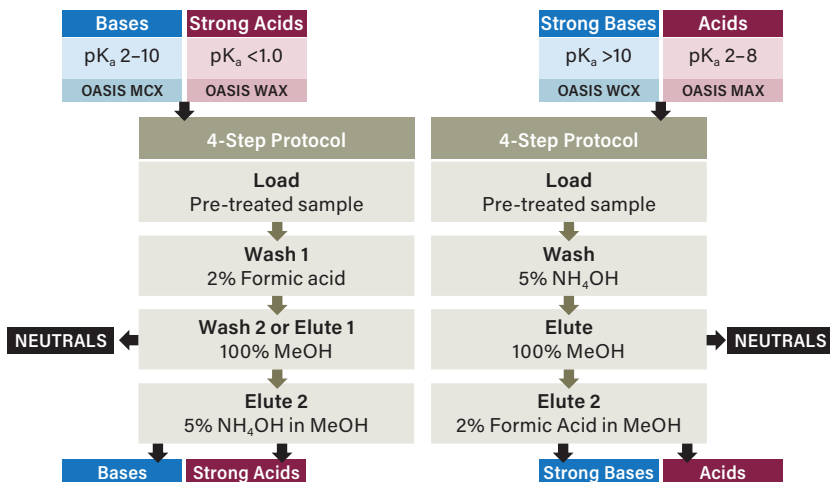 Bases Strong Acids
pKₐ 2–10 pKₐ <1.0
OASIS MCX OASIS WAX
4-Step Protocol
Load
Pre-treated sample
Wash 1
2% Formic acid
Wash 2 or Elute 1
100% MeOH
NEUTRALS
Elute 2
5% NH₄OH in MeOH
Bases Strong Acids
Strong Bases Acids
pKₐ >10 pKₐ 2–8
OASIS WCX OASIS MAX
4-Step Protocol
Load
Pre-treated sample
Wash
5% NH₄OH
Elute
100% MeOH
NEUTRALS
Elute 2
2% Formic Acid in MeOH
Strong Bases Acids